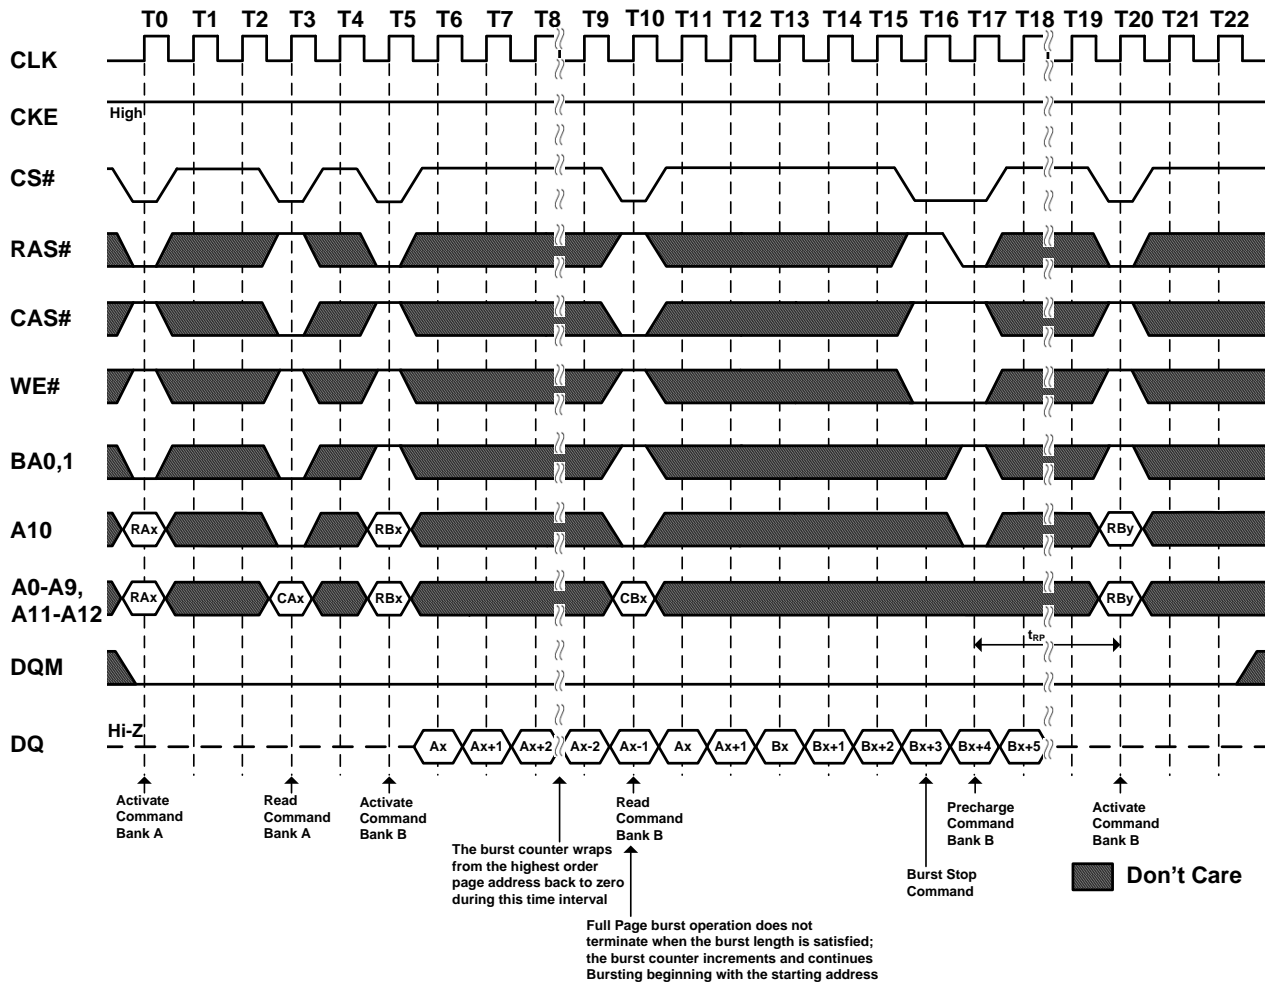 T0 T1 T2 T3 T4 T5 T6 T7 T8 T9 T10 T11 T12 T13 T14 T15 T16 T17 T18 T19 T20 T21 T22
CLK
CKE
High
CS#
RAS#
CAS#
WE#
BA0,1
A10
RAx RBx RBy
A0-A9,
A11-A12
RAx CAx RBx CBx RBy
tRP
DQM
DQ
Hi-Z
Ax Ax+1 Ax+2 Ax-2 Ax-1 Ax Ax+1 Bx Bx+1 Bx+2 Bx+3 Bx+4 Bx+5
Activate
Command
Bank A
Read
Command
Bank A
Activate
Command
Bank B
The burst counter wraps
from the highest order
page address back to zero
during this time interval
Read
Command
Bank B
Full Page burst operation does not
terminate when the burst length is satisfied;
the burst counter increments and continues
Bursting beginning with the starting address
Burst Stop
Command
Precharge
Command
Bank B
Activate
Command
Bank B
Don't Care